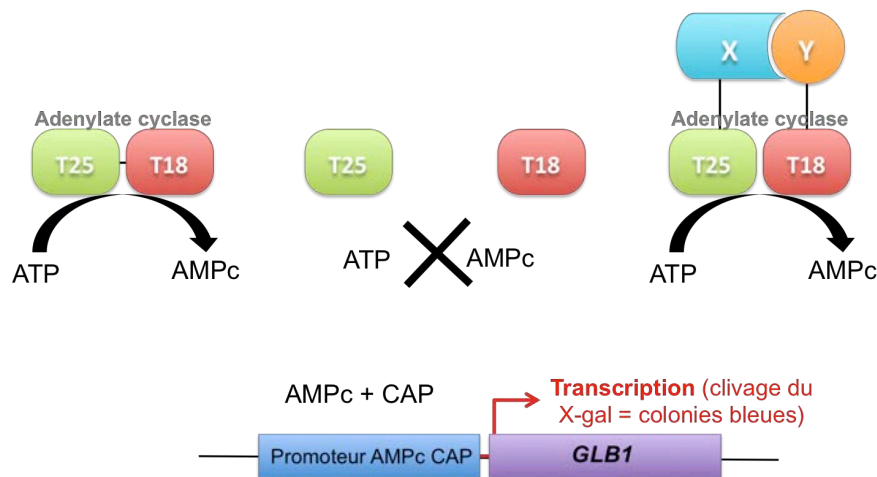 X Y
Adenylate cyclase
T25 T18
ATP AMPc
T25 T18
ATP AMPc
Adenylate cyclase
T25 T18
ATP AMPc
AMPc + CAP
Transcription (clivage du
X-gal = colonies bleues)
Promoteur AMPc CAP
GLB1